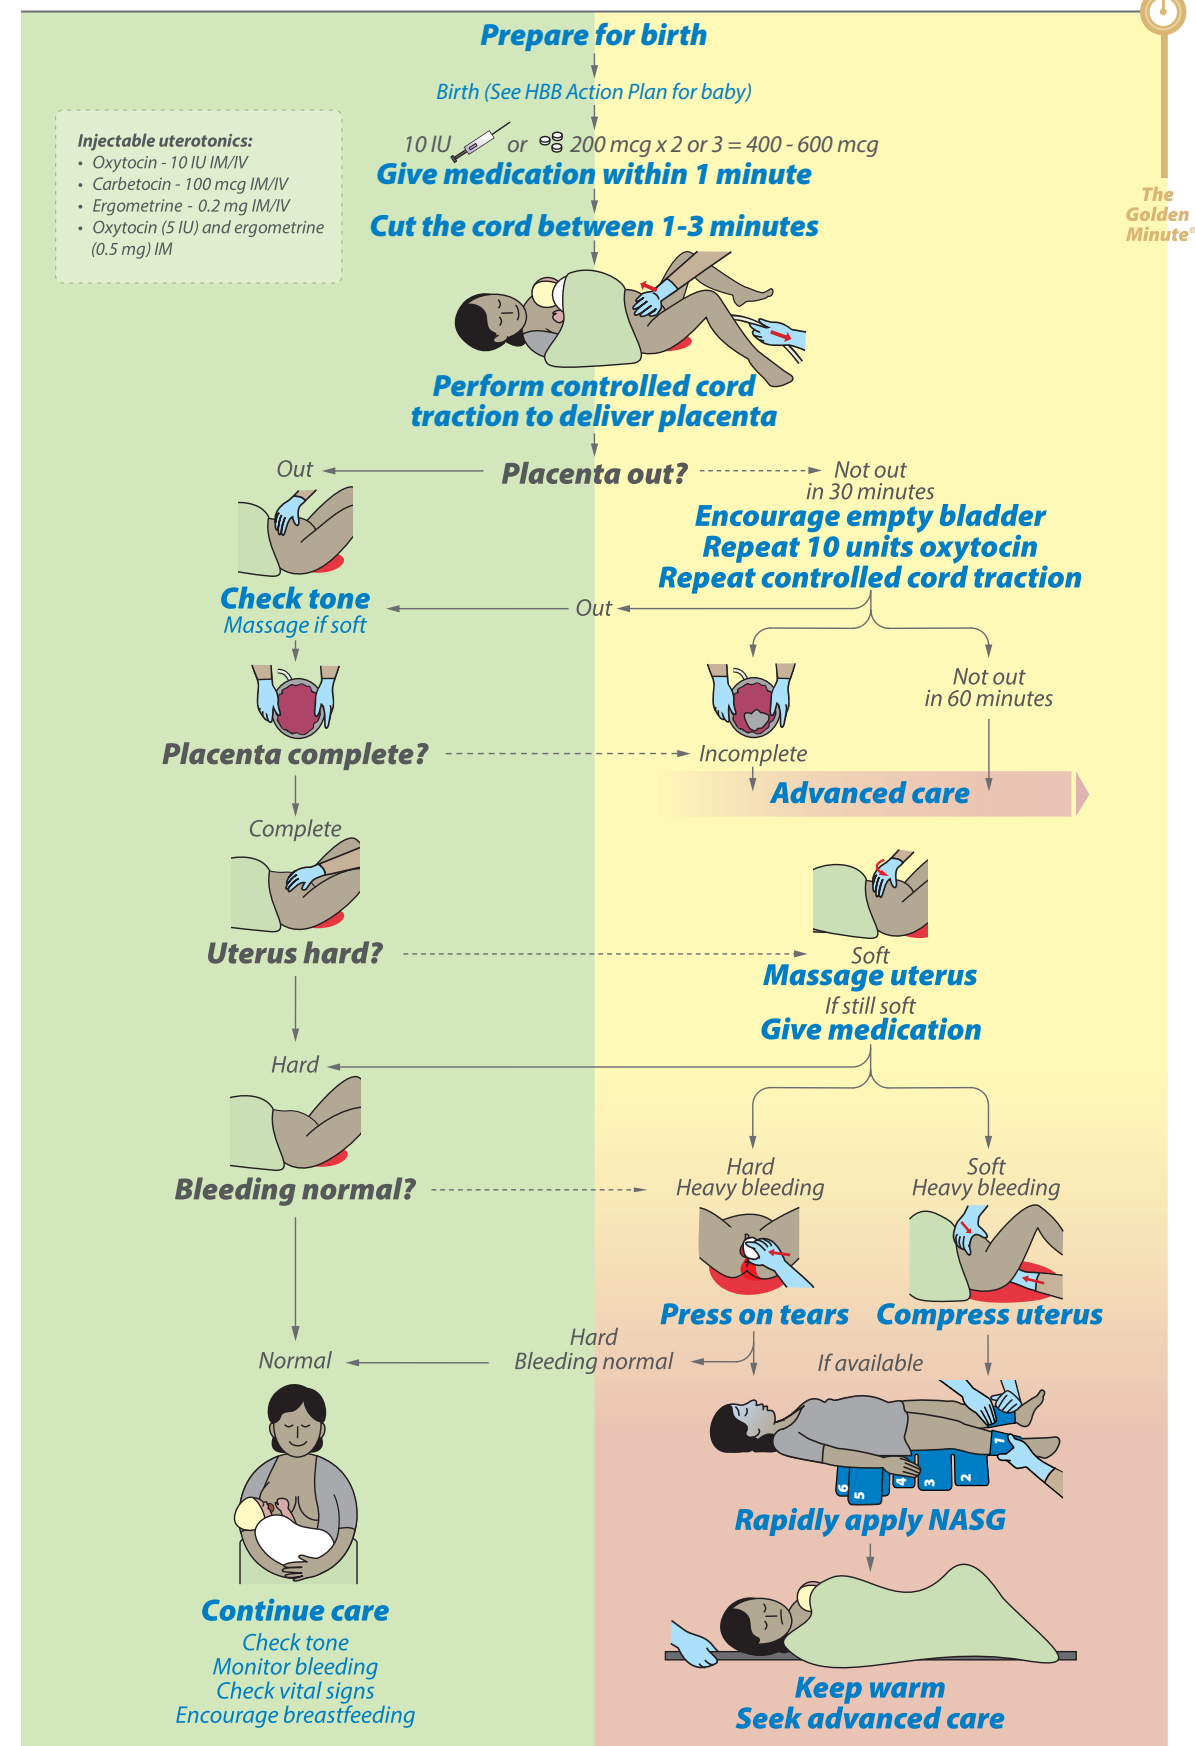 Prepare for birth
Birth (See HBB Action Plan for baby)
Injectable uterotonics:
• Oxytocin - 10 IU IM/IV
• Carbetocin - 100 mcg IM/IV
• Ergometrine - 0.2 mg IM/IV
• Oxytocin (5 IU) and ergometrine
(0.5 mg) IM
10 IU or 200 mcg x 2 or 3 = 400 - 600 mcg
Give medication within 1 minute
Cut the cord between 1-3 minutes
The
Golden
Minute®
Perform controlled cord
traction to deliver placenta
Out
Placenta out?
Not out
in 30 minutes
Encourage empty bladder
Repeat 10 units oxytocin
Repeat controlled cord traction
Check tone
Massage if soft
Out
Not out
in 60 minutes
Placenta complete?
Incomplete
Advanced care
Complete
Uterus hard?
Soft
Massage uterus
If still soft
Give medication
Hard
Hard
Heavy bleeding
Soft
Heavy bleeding
Bleeding normal?
Press on tears
Compress uterus
Hard
Bleeding normal
Normal
If available
1
2
3
4
5
6
Rapidly apply NASG
Continue care
Check tone
Monitor bleeding
Check vital signs
Encourage breastfeeding
Keep warm
Seek advanced care